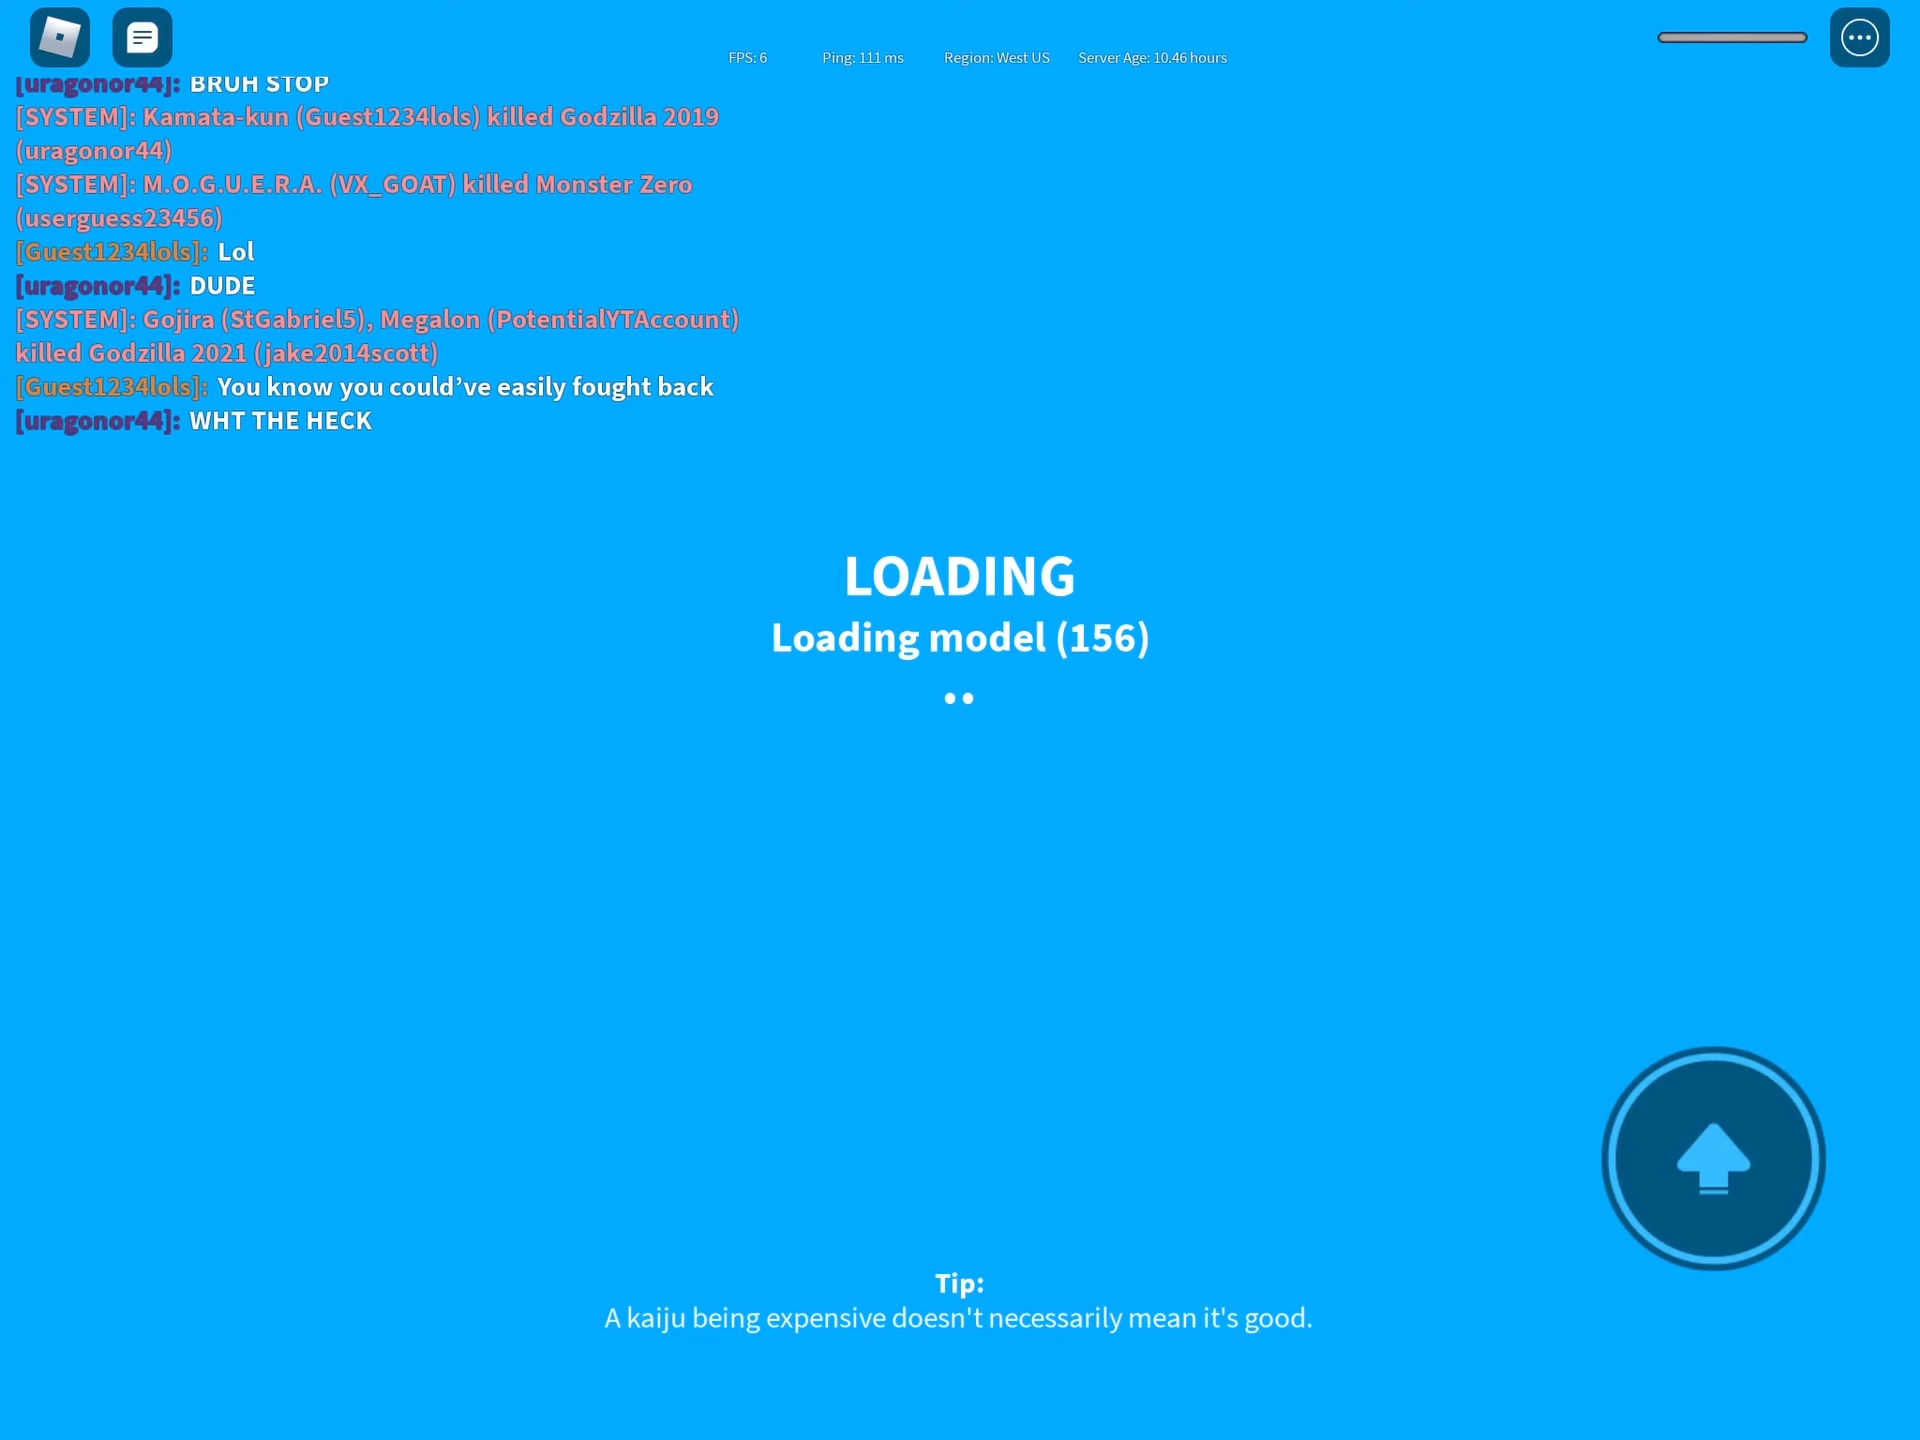 FPS: 6 Ping: 111 ms Region: West US Server Age: 10.46 hours
[uragonor44]: BRUH STOP
[SYSTEM]: Kamata-kun (Guest1234lols) killed Godzilla 2019
(uragonor44)
[SYSTEM]: M.O.G.U.E.R.A. (VX_GOAT) killed Monster Zero
(userguess23456)
[Guest1234lols]: Lol
[uragonor44]: DUDE
[SYSTEM]: Gojira (StGabriel5), Megalon (PotentialYTAccount)
killed Godzilla 2021 (jake2014scott)
[Guest1234lols]: You know you could’ve easily fought back
[uragonor44]: WHT THE HECK
LOADING
Loading model (156)
••
Tip:
A kaiju being expensive doesn't necessarily mean it's good.